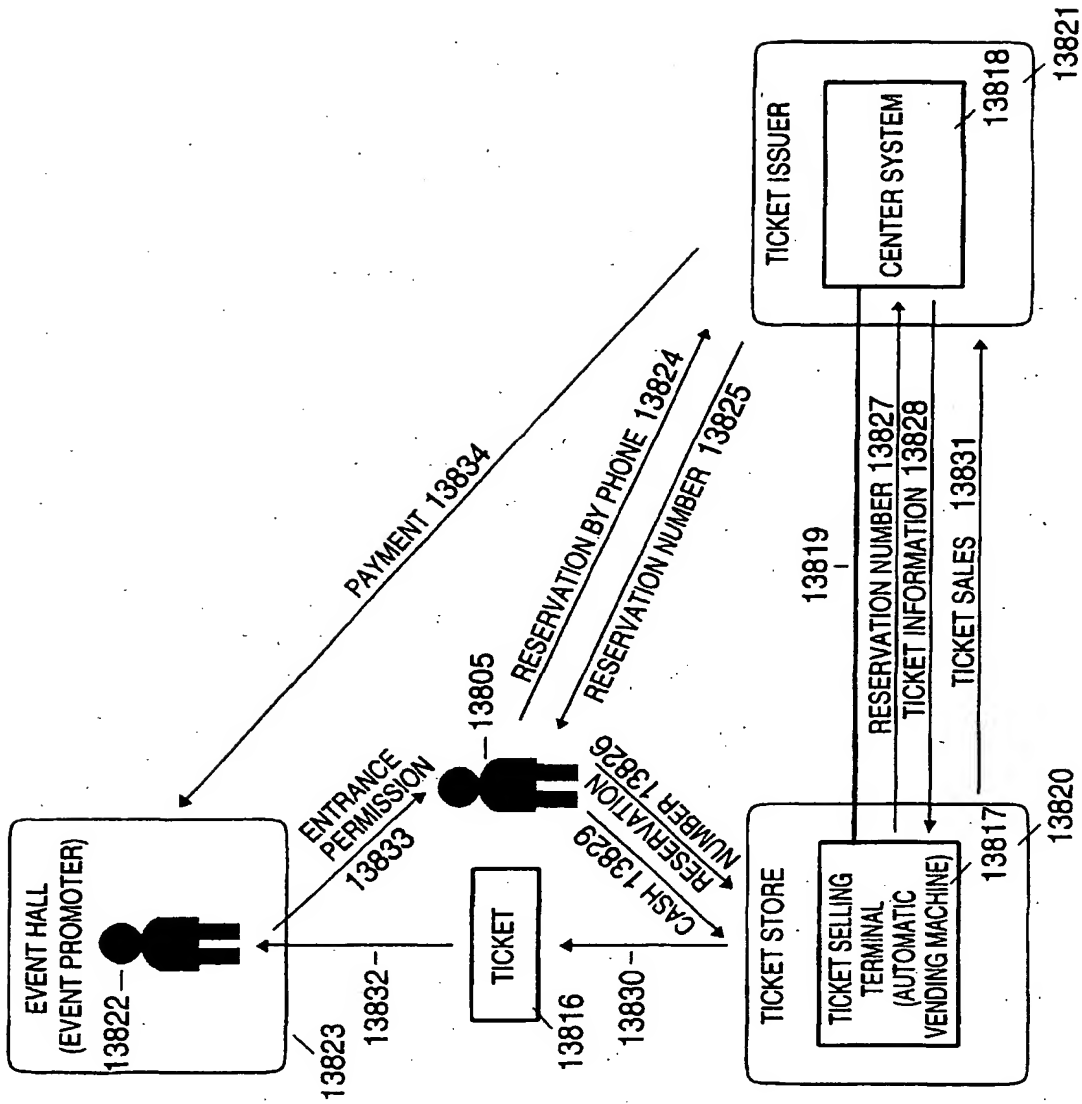 EVENT HALL
(EVENT PROMOTER)
13822
13823
13832
ENTRANCE
PERMISSION
13833
PAYMENT 13834
13805
TICKET
13816
13830
RESERVATION BY PHONE 13824
RESERVATION NUMBER 13825
RESERVATION
NUMBER 13826
CASH 13829
TICKET STORE
TICKET SELLING
TERMINAL
(AUTOMATIC
VENDING MACHINE)
13817
13820
13819
RESERVATION NUMBER 13827
TICKET INFORMATION 13828
TICKET SALES 13831
TICKET ISSUER
CENTER SYSTEM
13818
13821